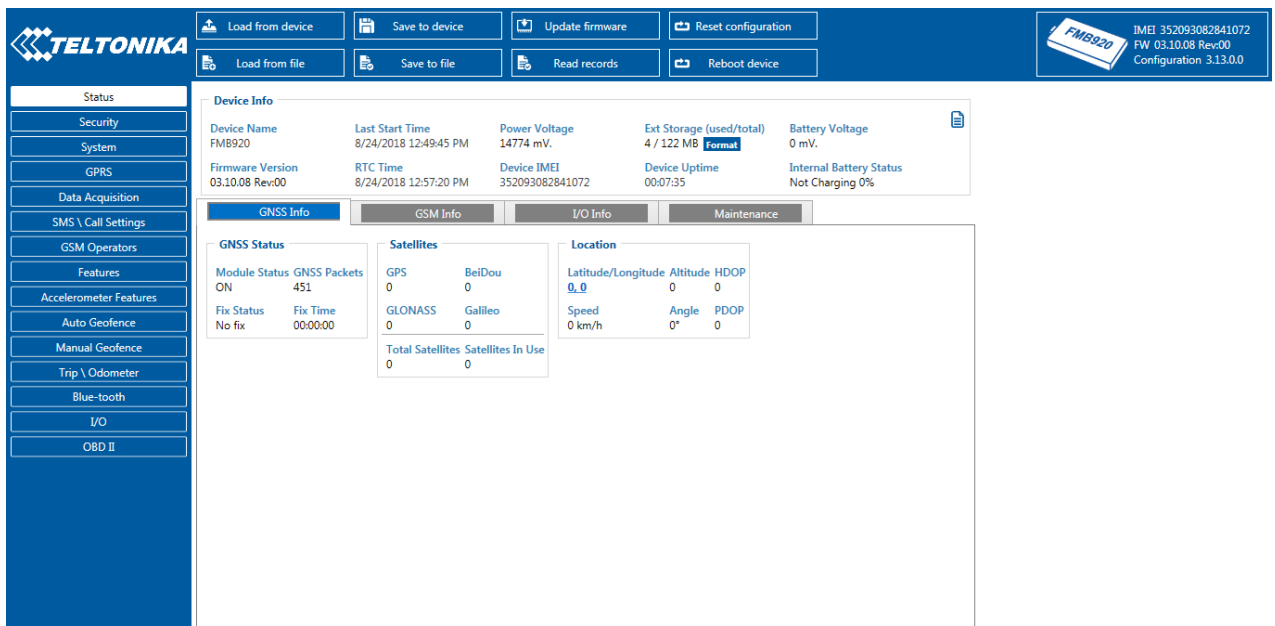 TELTONIKA
Load from device
Save to device
Update firmware
Reset configuration
Load from file
Save to file
Read records
Reboot device
FMB920
IMEI 352093082841072
FW 03.10.08 Rev:00
Configuration 3.13.0.0
Status
Security
System
GPRS
Data Acquisition
SMS \ Call Settings
GSM Operators
Features
Accelerometer Features
Auto Geofence
Manual Geofence
Trip \ Odometer
Blue-tooth
I/O
OBD II
Device Info
Device Name Last Start Time Power Voltage Ext Storage (used/total) Battery Voltage
FMB920 8/24/2018 12:49:45 PM 14774 mV. 4 / 122 MB Format 0 mV.
Firmware Version RTC Time Device IMEI Device Uptime Internal Battery Status
03.10.08 Rev:00 8/24/2018 12:57:20 PM 352093082841072 00:07:35 Not Charging 0%
GNSS Info GSM Info I/O Info Maintenance
GNSS Status
Module Status GNSS Packets
ON 451
Fix Status Fix Time
No fix 00:00:00
Satellites
GPS BeiDou
0 0
GLONASS Galileo
0 0
Total Satellites Satellites In Use
0 0
Location
Latitude/Longitude Altitude HDOP
0, 0 0 0
Speed Angle PDOP
0 km/h 0° 0